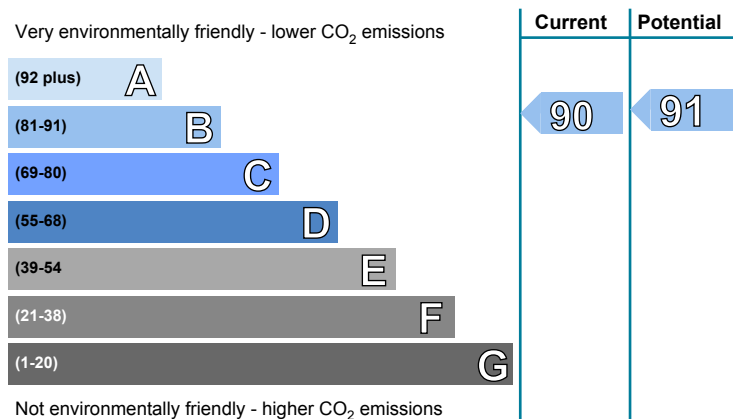 Very environmentally friendly - lower CO₂ emissions
Current
Potential
(92 plus) A
(81-91) B
90
91
(69-80) C
(55-68) D
(39-54 E
(21-38) F
(1-20) G
Not environmentally friendly - higher CO₂ emissions